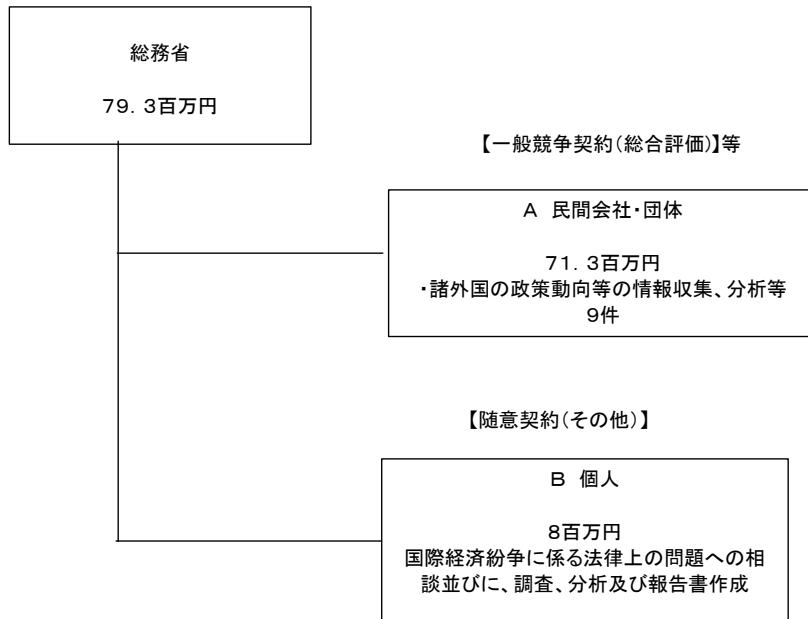 総務省
79．3百万円
【一般競争契約（総合評価）】等
A　民間会社・団体
71．3百万円
・諸外国の政策動向等の情報収集、分析等
9件
【随意契約（その他）】
B　個人
8百万円
国際経済紛争に係る法律上の問題への相
談並びに、調査、分析及び報告書作成